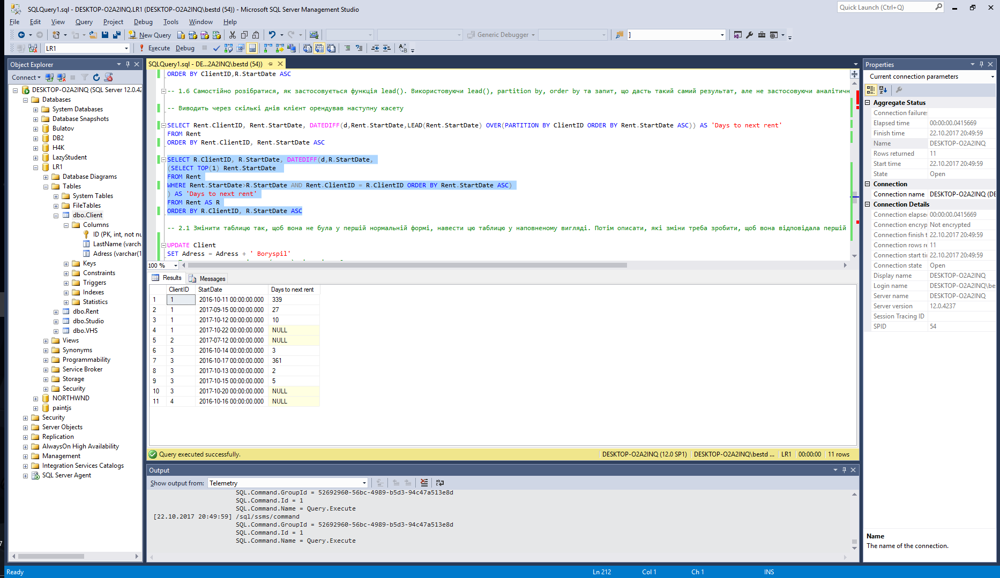 SQLQuery1.sql - DESKTOP-O2A2INQ.LR1 (DESKTOP-O2A2INQ\bestd (54)) - Microsoft SQL Server Management Studio
Quick Launch (Ctrl+Q)
File Edit View Query Project Debug Tools Window Help
New Query
Generic Debugger
]
LR1
Execute Debug
Object Explorer
Connect
DESKTOP-O2A2INQ (SQL Server 12.0.42
Databases
System Databases
Database Snapshots
Bulatov
DB2
H4K
LazyStudent
LR1
Database Diagrams
Tables
System Tables
FileTables
dbo.Client
Columns
ID (PK, int, not nu
LastName (varch
Adress (varchar(1
Keys
Constraints
Triggers
Indexes
Statistics
dbo.Rent
dbo.Studio
dbo.VHS
Views
Synonyms
Programmability
Service Broker
Storage
Security
NORTHWND
paintjs
Security
Server Objects
Replication
AlwaysOn High Availability
Management
Integration Services Catalogs
SQL Server Agent
SQLQuery1.sql - DE...2A2INQ\bestd (54))
ORDER BY ClientID,R.StartDate ASC
-- 1.6 Самостійно розібратися, як застосовується функція lead(). Використовуючи lead(), partition by, order by та запит, що дасть такий самий результат, але не застосовуючи аналітичн
-- Виводить через скільки днів клієнт орендував наступну касету
SELECT Rent.ClientID, Rent.StartDate, DATEDIFF(d,Rent.StartDate,LEAD(Rent.StartDate) OVER(PARTITION BY ClientID ORDER BY Rent.StartDate ASC)) AS 'Days to next rent'
FROM Rent
ORDER BY Rent.ClientID, Rent.StartDate ASC
SELECT R.ClientID, R.StartDate, DATEDIFF(d,R.StartDate,
(SELECT TOP(1) Rent.StartDate
FROM Rent
WHERE Rent.StartDate>R.StartDate AND Rent.ClientID = R.ClientID ORDER BY Rent.StartDate ASC)
) AS 'Days to next rent'
FROM Rent AS R
ORDER BY R.ClientID, R.StartDate ASC
-- 2.1 Змінити таблицю так, щоб вона не була у першій нормальній формі, навести цю таблицю у наповненому вигляді. Потім описати, які зміни треба зробити, щоб вона відповідала першій
UPDATE Client
SET Adress = Adress + ' Boryspil'
100 %
Results Messages
ClientID StartDate Days to next rent
1 1 2016-10-11 00:00:00.000 339
2 1 2017-09-15 00:00:00.000 27
3 1 2017-10-12 00:00:00.000 10
4 1 2017-10-22 00:00:00.000 NULL
5 2 2017-07-12 00:00:00.000 NULL
6 3 2016-10-14 00:00:00.000 3
7 3 2016-10-17 00:00:00.000 361
8 3 2017-10-13 00:00:00.000 2
9 3 2017-10-15 00:00:00.000 5
10 3 2017-10-20 00:00:00.000 NULL
11 4 2016-10-16 00:00:00.000 NULL
Query executed successfully. DESKTOP-O2A2INQ (12.0 SP1) DESKTOP-O2A2INQ\bestd ... LR1 00:00:00 11 rows
Output
Show output from: Telemetry
SQL.Command.GroupId = 52692960-56bc-4989-b5d3-94c47a513e8d
SQL.Command.Id = 1
SQL.Command.Name = Query.Execute
[22.10.2017 20:49:59] /sql/ssms/command
SQL.Command.GroupId = 52692960-56bc-4989-b5d3-94c47a513e8d
SQL.Command.Id = 1
SQL.Command.Name = Query.Execute
Properties
Current connection parameters
Aggregate Status
Connection failures
Elapsed time 00:00:00.0415669
Finish time 22.10.2017 20:49:59
Name DESKTOP-O2A2INQ
Rows returned 11
Start time 22.10.2017 20:49:59
State Open
Connection
Connection name DESKTOP-O2A2INQ (DE
Connection Details
Connection elapse 00:00:00.0415669
Connection encryp Not encrypted
Connection finish t 22.10.2017 20:49:59
Connection rows re 11
Connection start ti 22.10.2017 20:49:59
Connection state Open
Display name DESKTOP-O2A2INQ
Login name DESKTOP-O2A2INQ\be
Server name DESKTOP-O2A2INQ
Server version 12.0.4237
Session Tracing ID
SPID 54
Name
The name of the connection.
Ready Ln 212 Col 1 Ch 1 INS